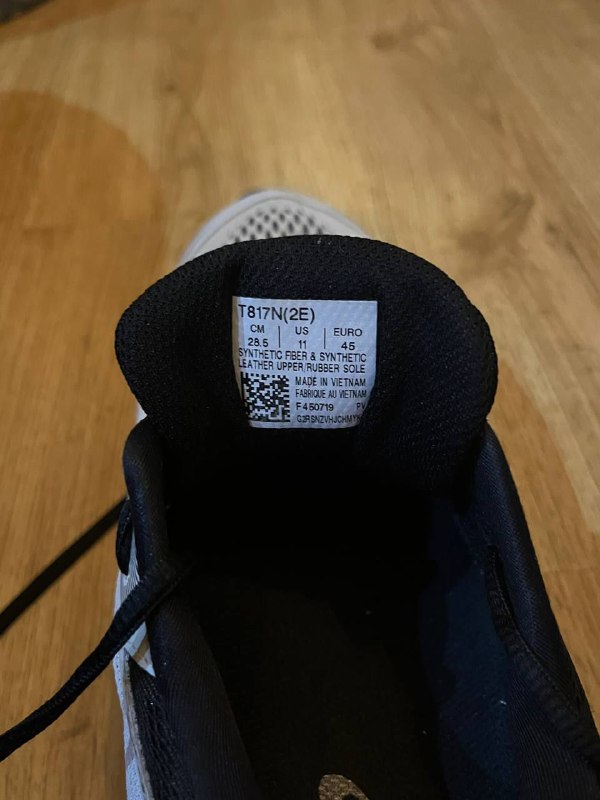 T817N(2E)
CM US EURO
28.5 11 45
SYNTHETIC FIBER & SYNTHETIC
LEATHER UPPER/RUBBER SOLE
MADE IN VIETNAM
FABRIQUE AU VIETNAM
F450719 PV